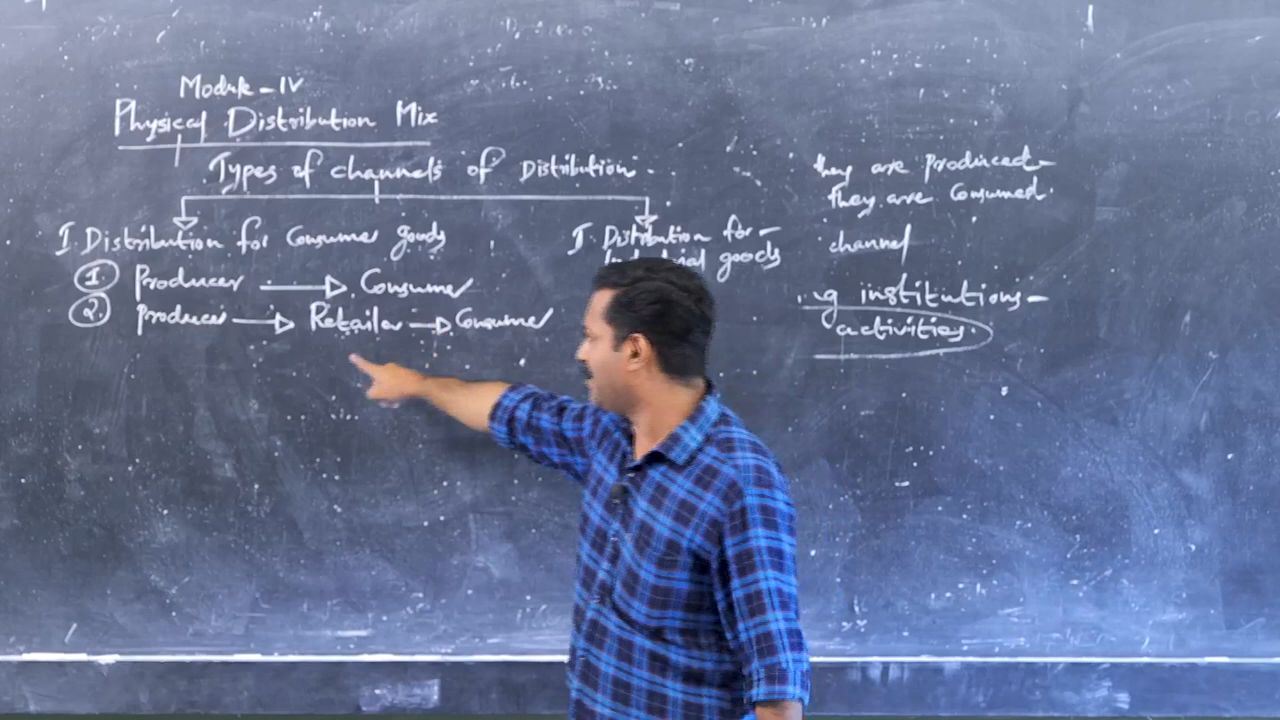 Module - IV
Physical Distribution Mix
Types of channels of Distribution.
I. Distribution for Consumer goods
1. Producer → Consumer
2. Producer → Retailer → Consumer
I. Distribution for -
Industrial goods
they are produced -
they are Consumed.
channel
institutions -
activities.